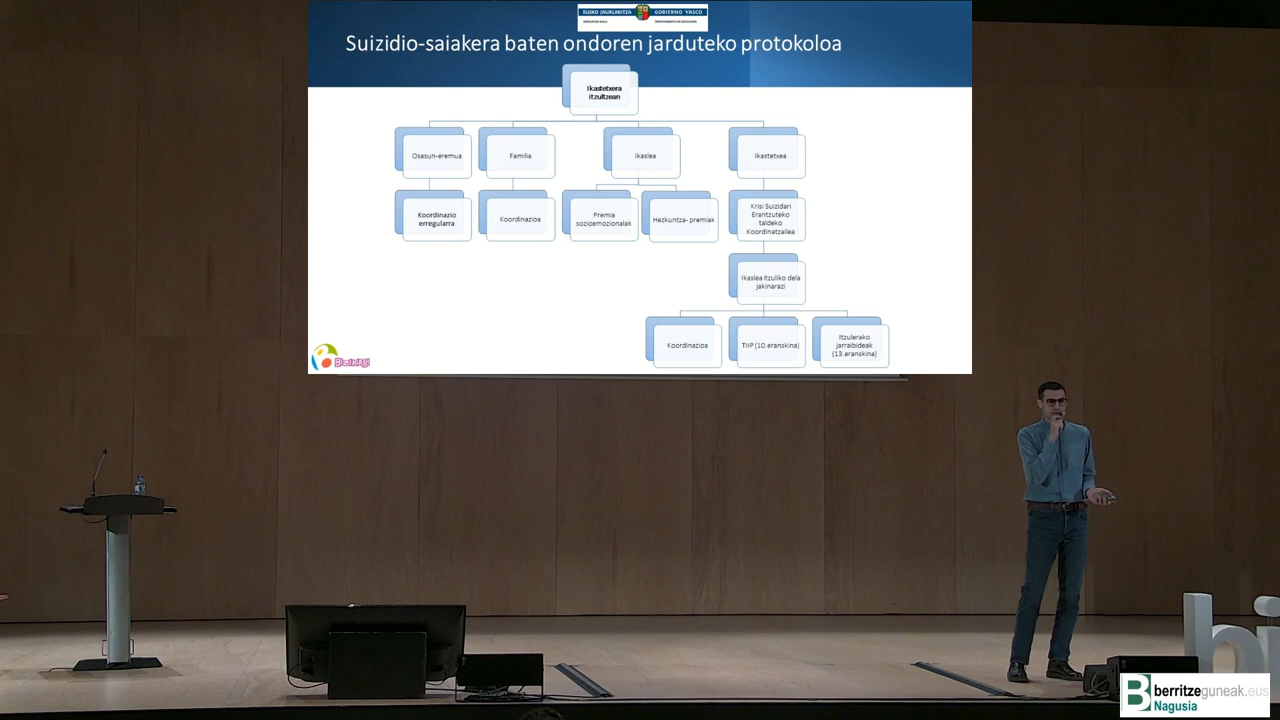 EUSKO JAURLARITZA
GOBIERNO VASCO
HEZKUNTZA SAILA
DEPARTAMENTO DE EDUCACIÓN
Suizidio-saiakera baten ondoren jarduteko protokoloa
Ikastetxera
itzultzean
Osasun-eremua
Familia
Ikaslea
Ikastetxea
Koordinazio
erregularra
Koordinazioa
Premia
sozioemozionalak
Hezkuntza- premiak
Krisi Suizidari
Erantzuteko
taldeko
Koordinatzailea
Ikaslea itzuliko dela
jakinarazi
Koordinazioa
TIIP (10.eranskina)
Itzulerako
jarraibideak
(13.eranskina)
BizikAsi
bi
berritzeguneak.eus
Nagusia